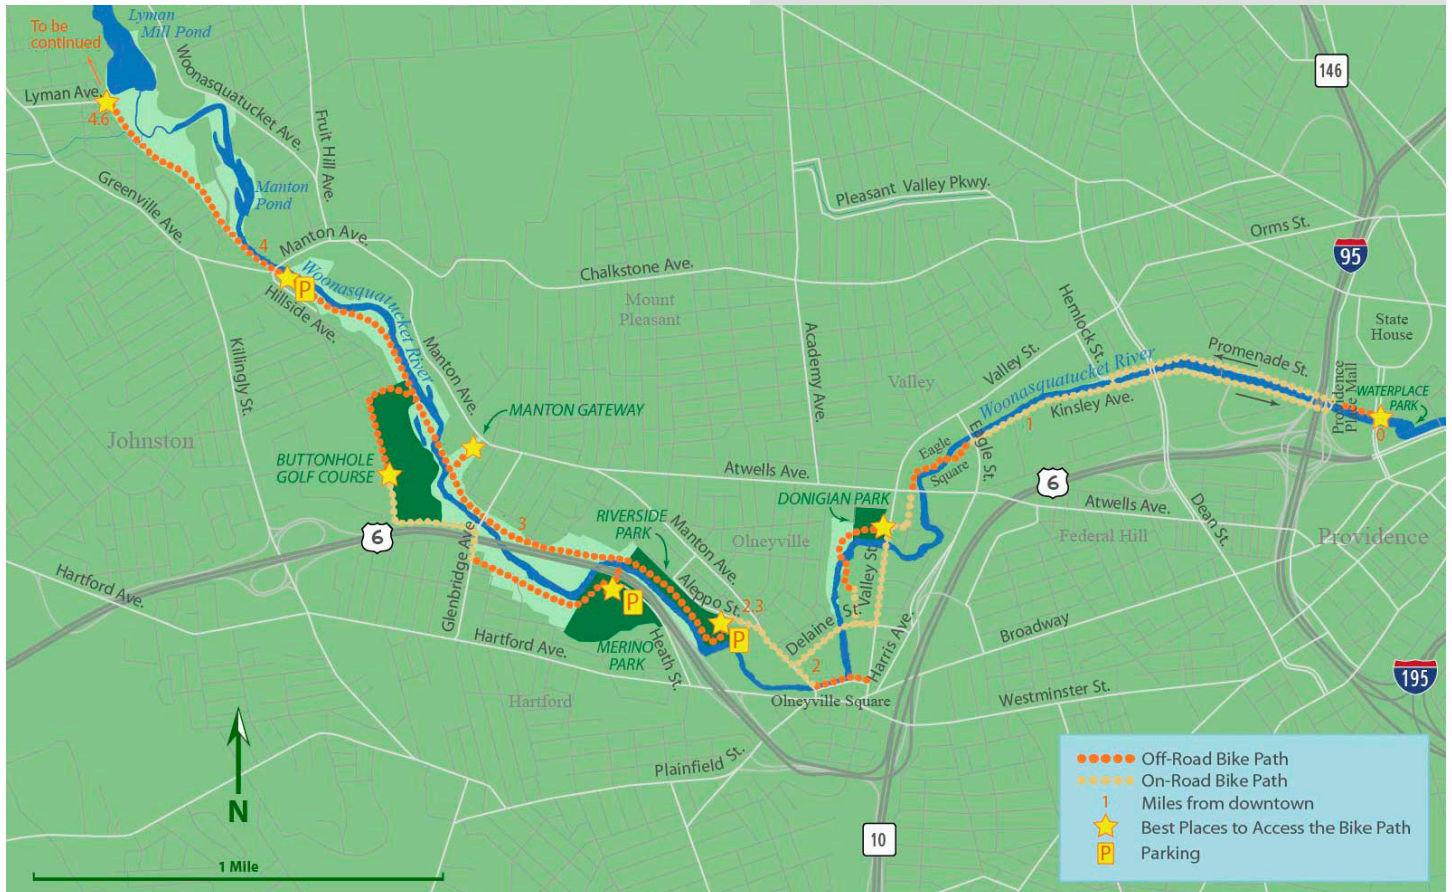 Lyman
Mill Pond
To be
continued
Woonasquatucket Ave.
Lyman Ave.
4.6
Fruit Hill Ave.
146
Greenville Ave.
Manton
Pond
Pleasant Valley Pkwy.
Orms St.
4
Manton Ave.
95
Woonasquatucket River
Chalkstone Ave.
P
Hillside Ave.
Mount
Pleasant
Hemlock St.
State
House
Killingly St.
Manton Ave.
Academy Ave.
Valley St.
Woonasquatucket River
Promenade St.
Providence
Place Mall
Valley
WATERPLACE
PARK
Kinsley Ave.
1
0
MANTON GATEWAY
Johnston
Eagle
Square
Eagle St.
BUTTONHOLE
GOLF COURSE
Atwells Ave.
6
DONIGIAN PARK
Atwells Ave.
Dean St.
6
3
RIVERSIDE
PARK
Manton Ave.
Olneyville
Federal Hill
Providence
Hartford Ave.
Glenbridge Ave.
Aleppo St.
2.3
Valley St.
P
P
Delaine St.
Harris Ave.
Broadway
Hartford Ave.
MERINO
PARK
Heath St.
2
195
Hartford
Olneyville Square
Westminster St.
Plainfield St.
N
10
1 Mile
Off-Road Bike Path
On-Road Bike Path
1 Miles from downtown
Best Places to Access the Bike Path
P Parking